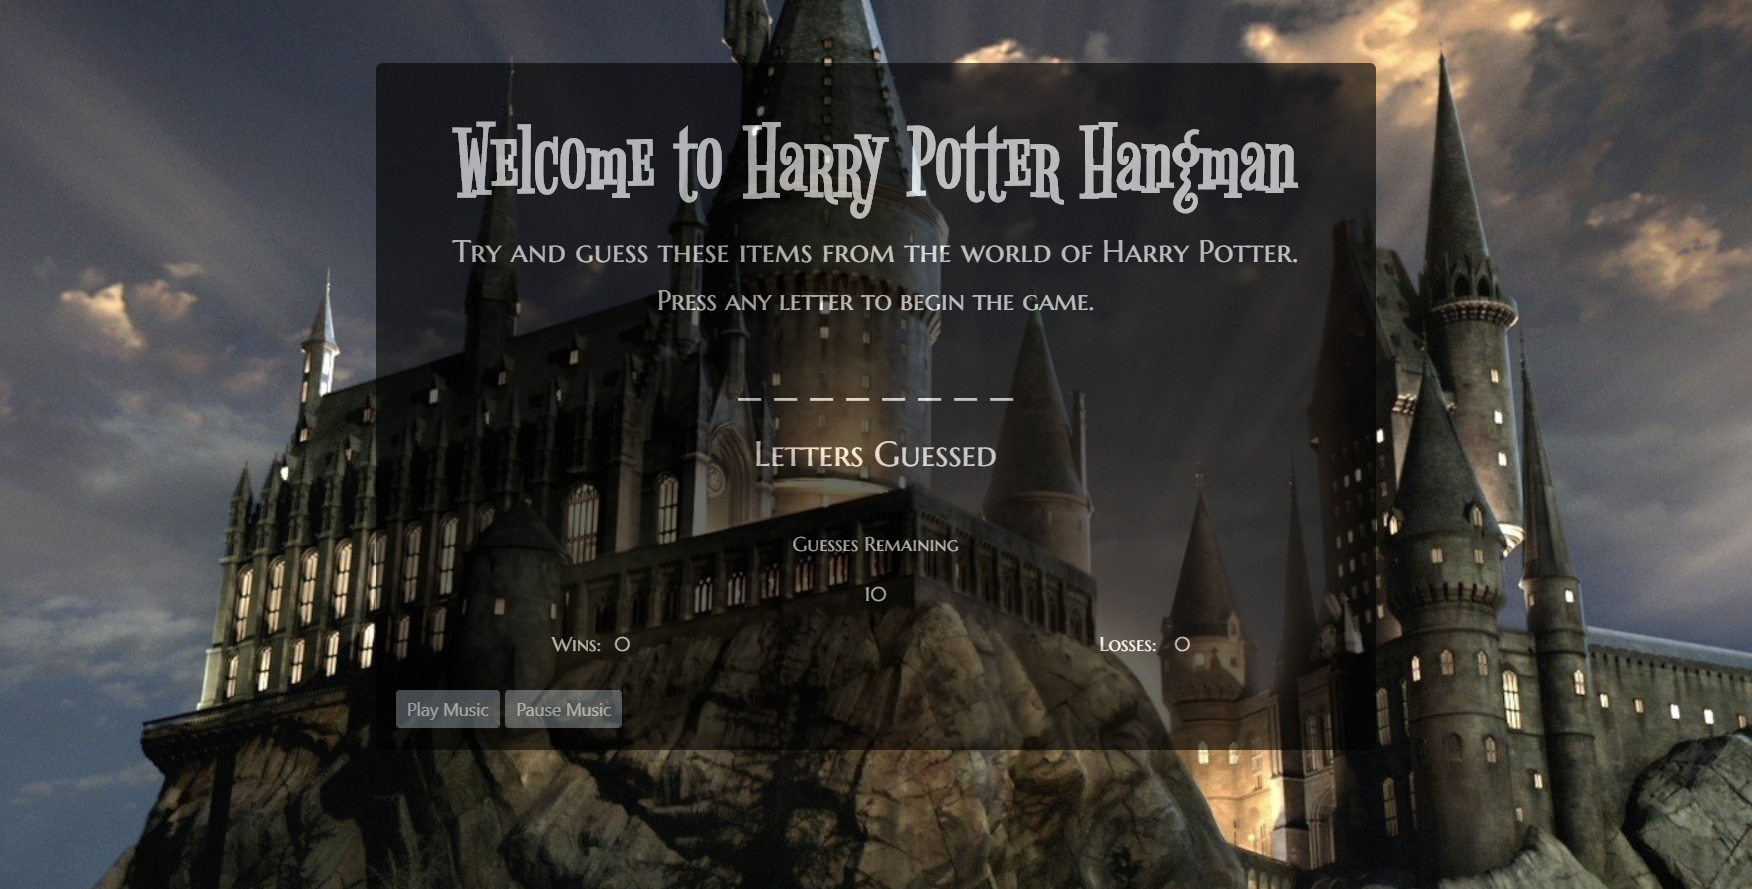 Welcome to Harry Potter Hangman
Try and guess these items from the world of Harry Potter.
Press any letter to begin the game.
_ _ _ _ _ _ _ _
Letters Guessed
Guesses Remaining
10
Wins: 0 Losses: 0
Play Music Pause Music